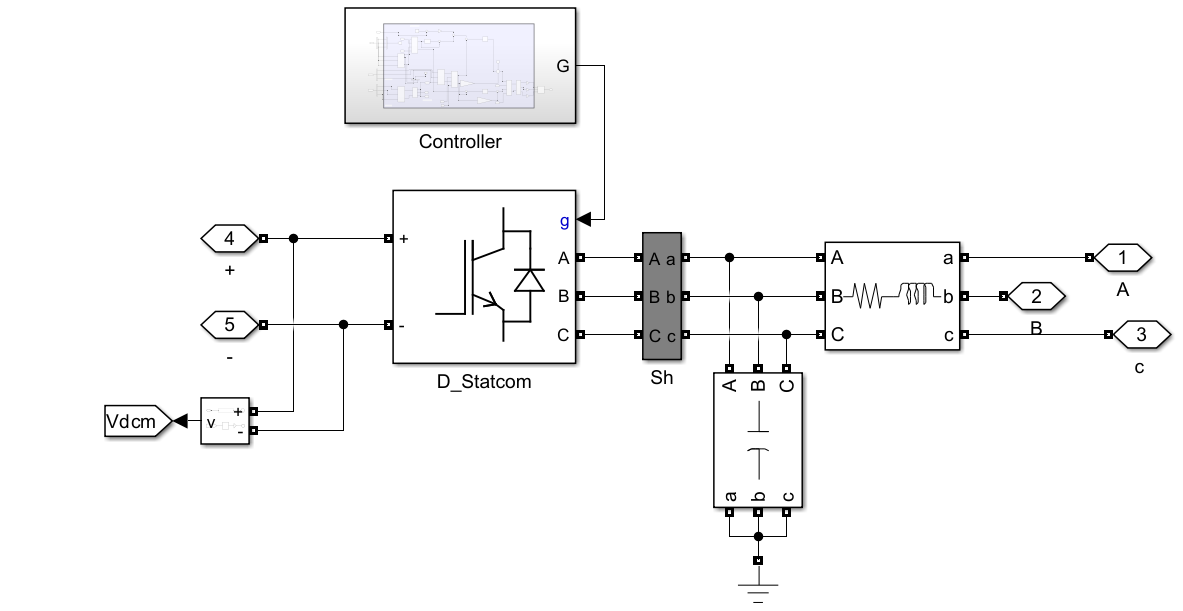 G
Controller
g
4
+
+
A
A a
A
a
1
A
B
B b
B
b
2
B
5
-
-
C
C c
C
c
3
c
D_Statcom
Sh
A B C
Vdcm
v
+
-
a b c